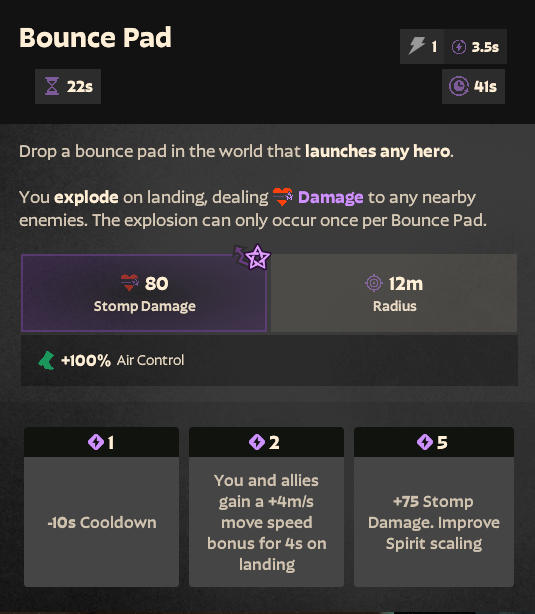 Bounce Pad
1
3.5s
22s
41s
Drop a bounce pad in the world that launches any hero.
You explode on landing, dealing Damage to any nearby
enemies. The explosion can only occur once per Bounce Pad.
80
Stomp Damage
12m
Radius
+100% Air Control
1
-10s Cooldown
2
You and allies
gain a +4m/s
move speed
bonus for 4s on
landing
5
+75 Stomp
Damage. Improve
Spirit scaling